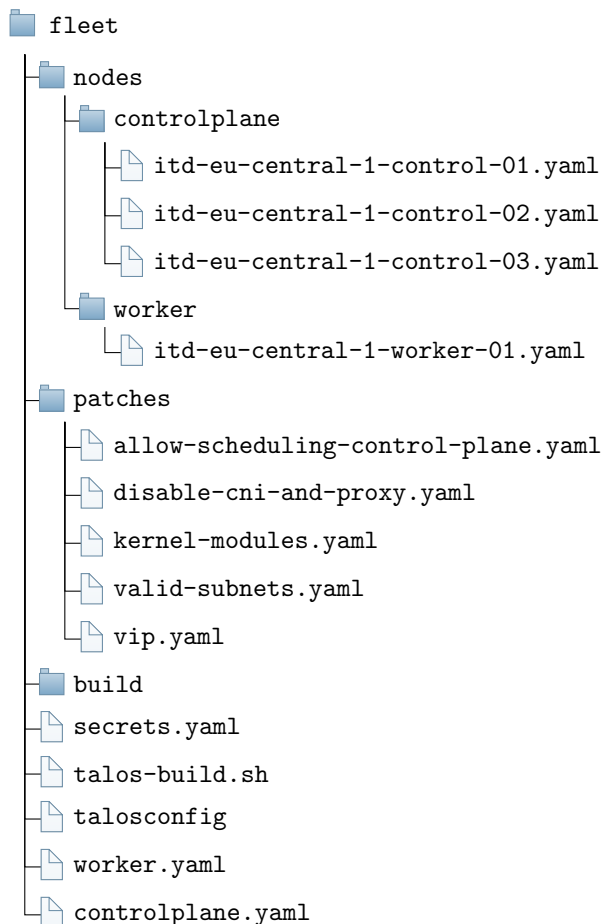 fleet
nodes
controlplane
itd-eu-central-1-control-01.yaml
itd-eu-central-1-control-02.yaml
itd-eu-central-1-control-03.yaml
worker
itd-eu-central-1-worker-01.yaml
patches
allow-scheduling-control-plane.yaml
disable-cni-and-proxy.yaml
kernel-modules.yaml
valid-subnets.yaml
vip.yaml
build
secrets.yaml
talos-build.sh
talosconfig
worker.yaml
controlplane.yaml